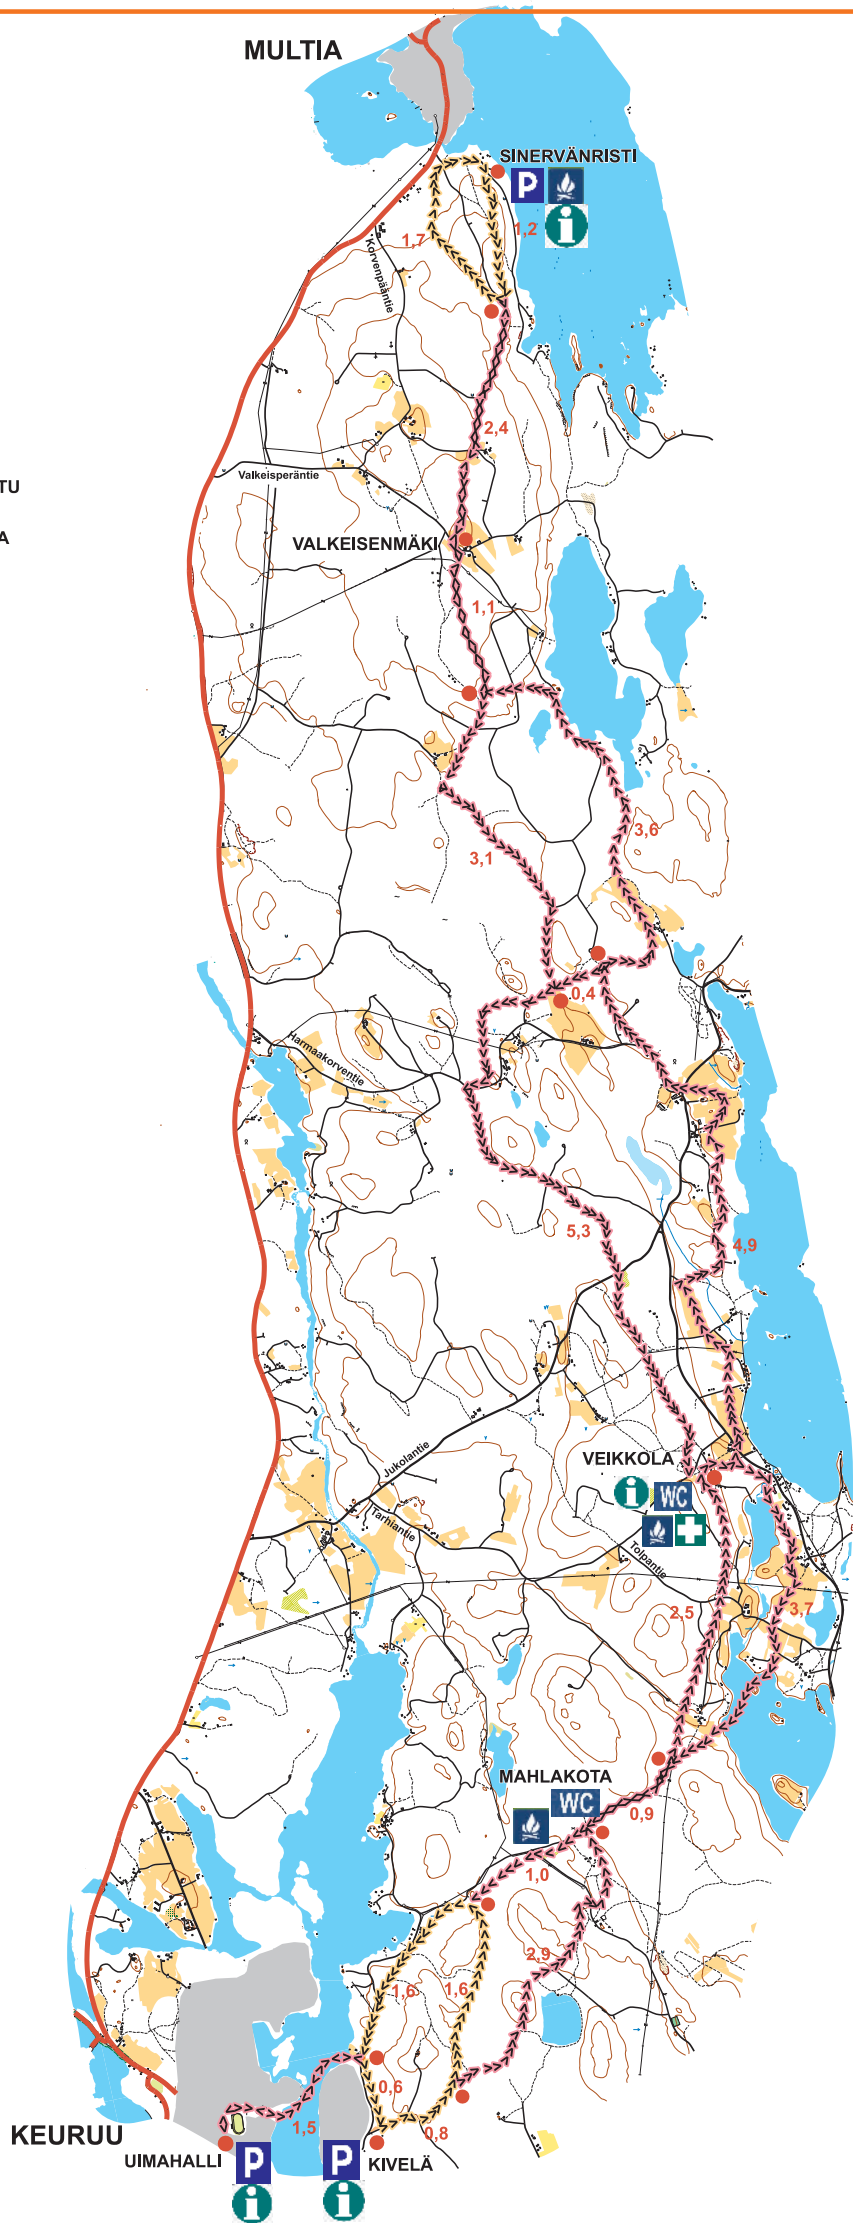 MULTIA
SINERVÄNRISTI
P
i
1,7
1,2
Korvenpääntie
2,4
Valkeisperäntie
TU
A
VALKEISENMÄKI
1,1
3,6
3,1
0,4
Harmaakorventie
5,3
4,9
Jukolantie
VEIKKOLA
i WC
Tarhiantie
Tolpantie
2,5
3,7
MAHLAKOTA
WC
0,9
1,0
2,9
1,6
1,6
0,6
0,8
1,5
KEURUU
UIMAHALLI
P
i
P
i
KIVELÄ